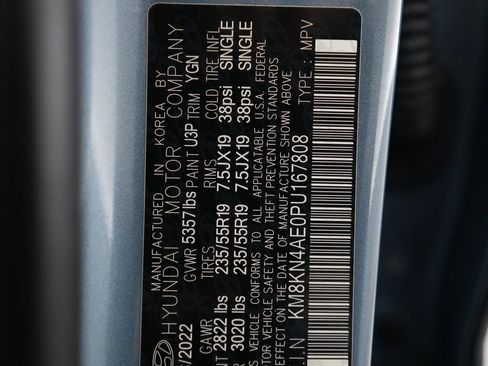 MANUFACTURED IN KOREA BY
HYUNDAI MOTOR COMPANY
/2022 GVWR 5357lbs PAINT U3P TRIM YGN
GAWR TIRES RIMS COLD TIRE INFL
NT 2822 lbs 235/55R19 7.5JX19 38psi SINGLE
3020 lbs 235/55R19 7.5JX19 38psi SINGLE
S VEHICLE CONFORMS TO ALL APPLICABLE U.S.A. FEDERAL
OR VEHICLE SAFETY AND THEFT PREVENTION STANDARDS
EFFECT ON THE DATE OF MANUFACTURE SHOWN ABOVE
.I.N KM8KN4AE0PU167808 TYPE : MPV